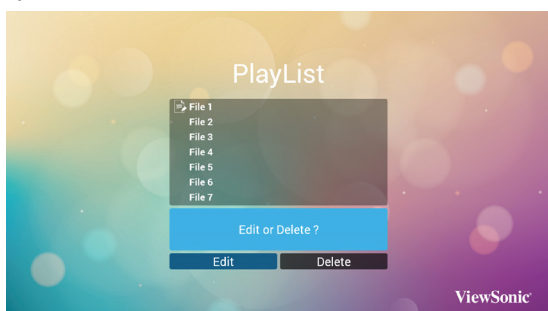 PlayList
File 1
File 2
File 3
File 4
File 5
File 6
File 7
Edit or Delete ?
Edit Delete
ViewSonic